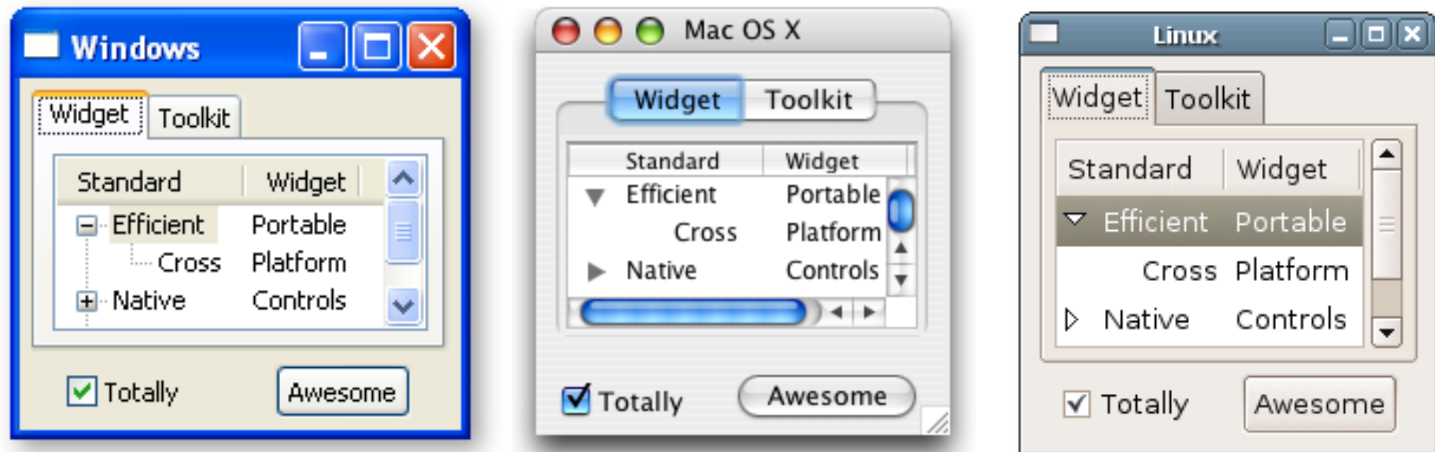 Windows
Widget Toolkit
Standard Widget
Efficient Portable
Cross Platform
Native Controls
Totally Awesome
Mac OS X
Widget Toolkit
Standard Widget
Efficient Portable
Cross Platform
Native Controls
Totally Awesome
Linux
Widget Toolkit
Standard Widget
Efficient Portable
Cross Platform
Native Controls
Totally Awesome